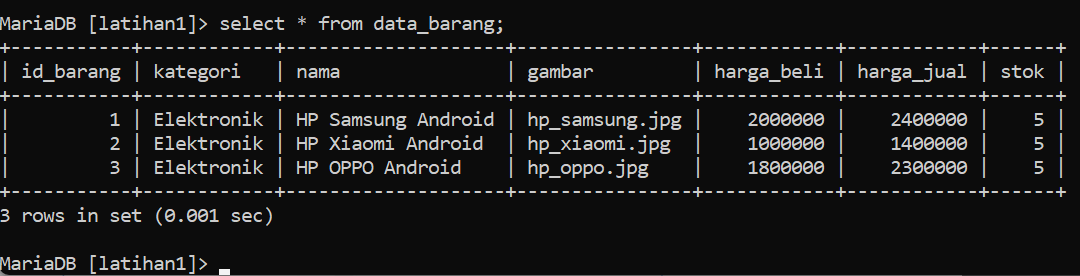 MariaDB [latihan1]> select * from data_barang;
+-----------+------------+--------------------+----------------+------------+------------+------+
| id_barang | kategori   | nama               | gambar         | harga_beli | harga_jual | stok |
+-----------+------------+--------------------+----------------+------------+------------+------+
|         1 | Elektronik | HP Samsung Android | hp_samsung.jpg |    2000000 |    2400000 |    5 |
|         2 | Elektronik | HP Xiaomi Android  | hp_xiaomi.jpg  |    1000000 |    1400000 |    5 |
|         3 | Elektronik | HP OPPO Android    | hp_oppo.jpg    |    1800000 |    2300000 |    5 |
+-----------+------------+--------------------+----------------+------------+------------+------+
3 rows in set (0.001 sec)
MariaDB [latihan1]>